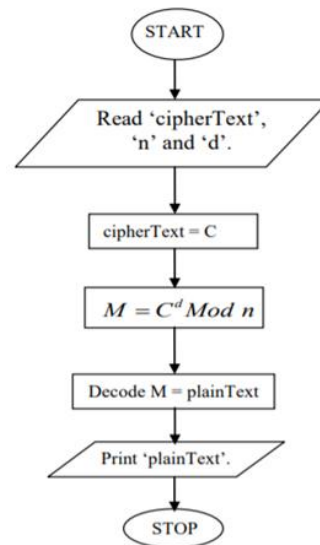 START
Read ‘cipherText’,
‘n’ and ‘d’.
cipherText = C
M = C^d Mod n
Decode M = plainText
Print ‘plainText’.
STOP